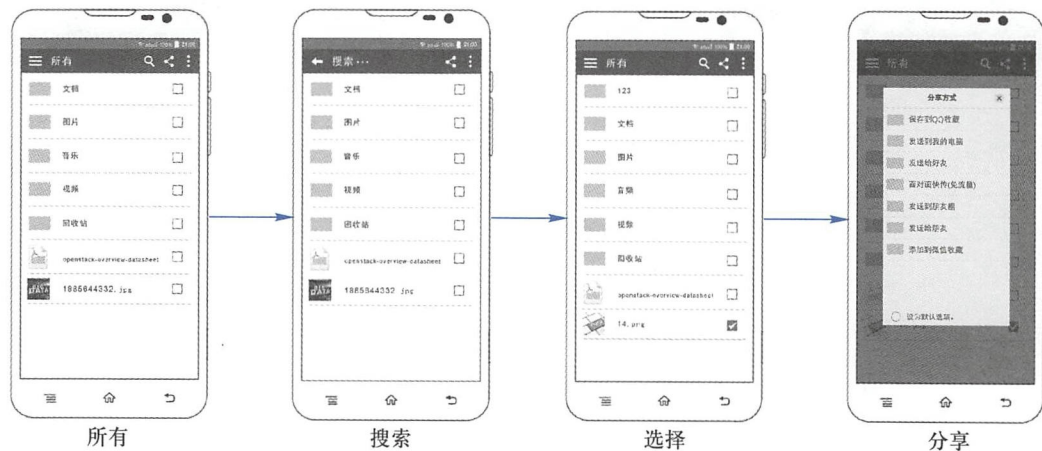 所有
文档
图片
音乐
视频
回收站
openstack-overview-datasheet
1865644332.jpg
所有
搜索...
文档
图片
音乐
视频
回收站
openstack-overview-datasheet
1865644332.jpg
搜索
所有
123
文档
图片
音频
视频
回收站
openstack-overview-datasheet
14.png
选择
所有
分享方式
保存到QQ收藏
发送到我的电脑
发送给好友
面对面快传(免流量)
发送到朋友圈
发送给朋友
添加到微信收藏
设为默认选项。
分享